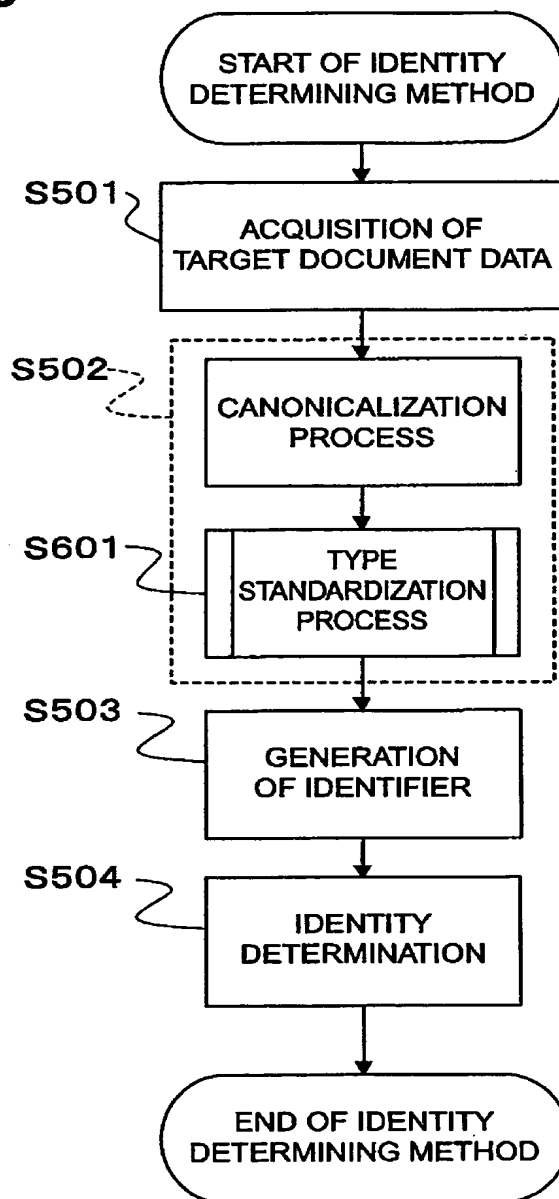 START OF IDENTITY
DETERMINING METHOD
S501
ACQUISITION OF
TARGET DOCUMENT DATA
S502
CANONICALIZATION
PROCESS
S601
TYPE
STANDARDIZATION
PROCESS
S503
GENERATION
OF IDENTIFIER
S504
IDENTITY
DETERMINATION
END OF IDENTITY
DETERMINING METHOD